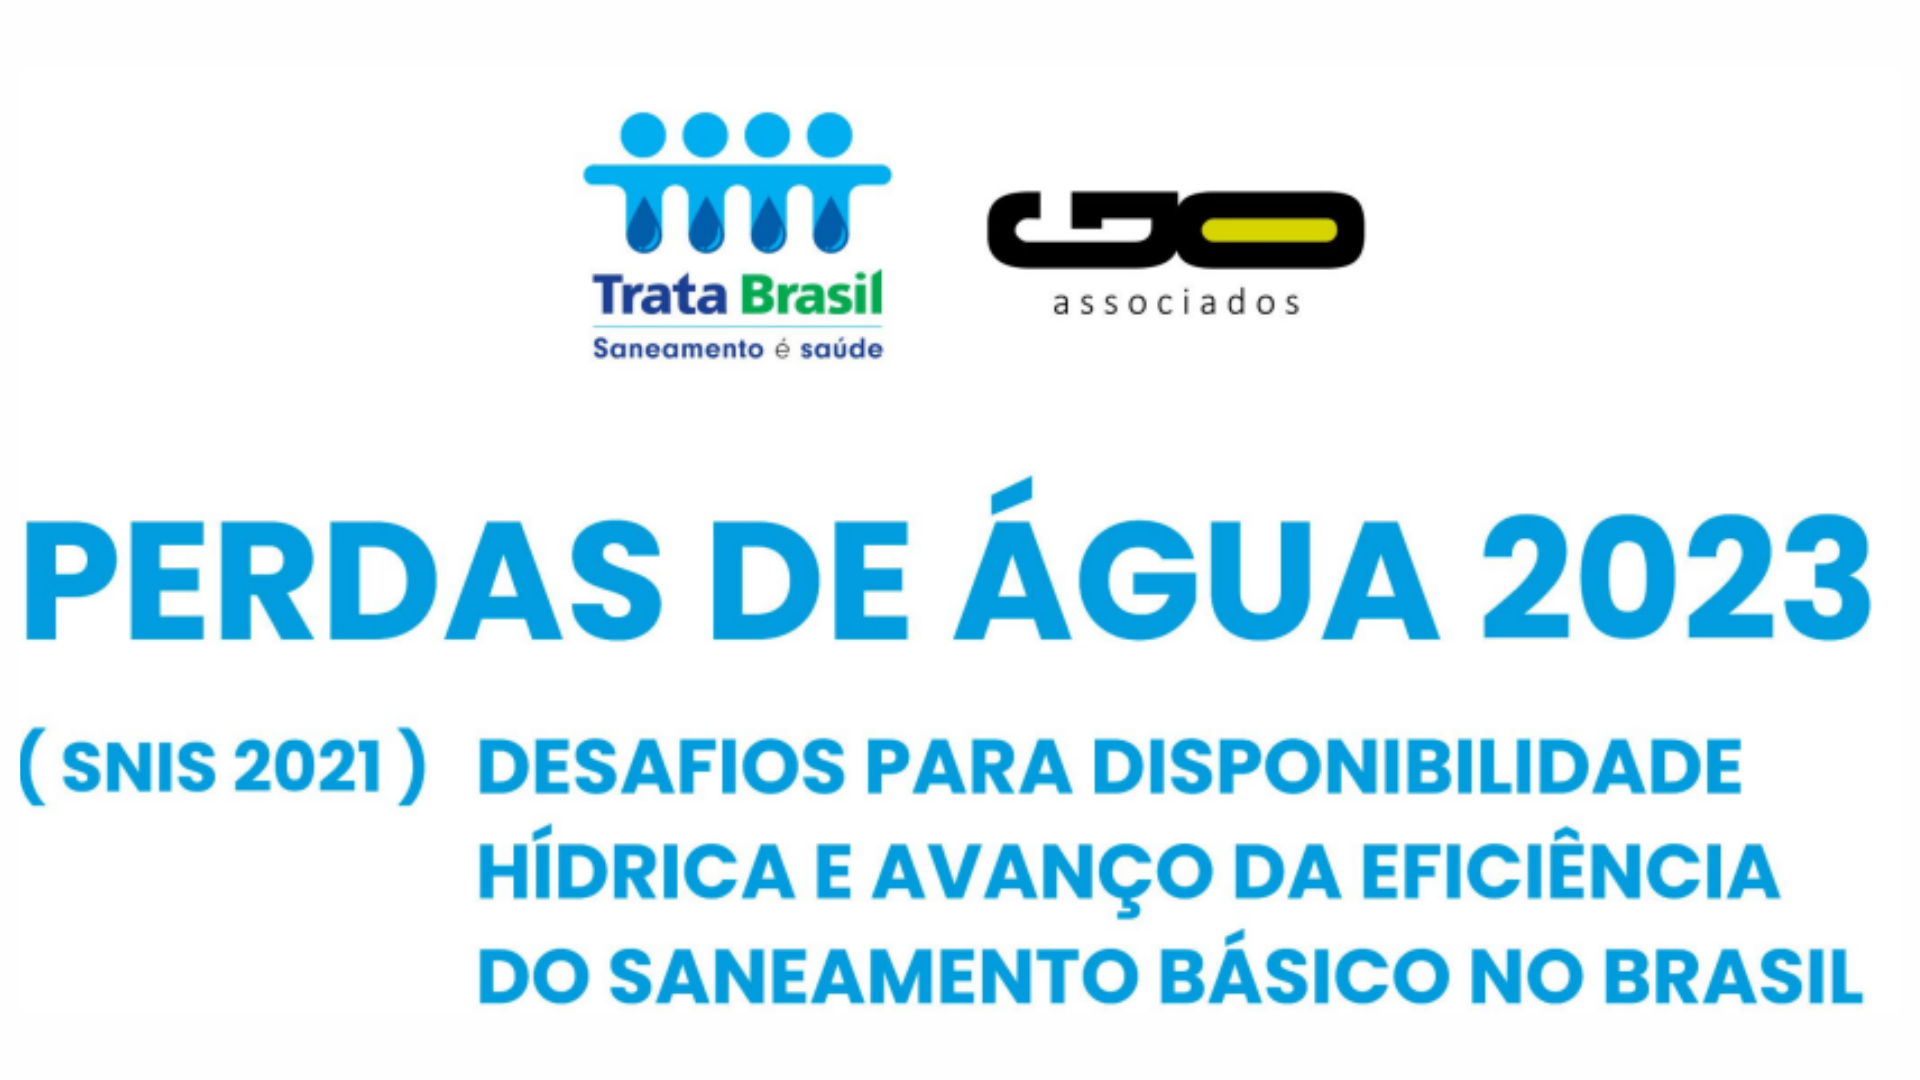 Trata Brasil
Saneamento é saúde
GO
associados
PERDAS DE ÁGUA 2023
( SNIS 2021 ) DESAFIOS PARA DISPONIBILIDADE
HÍDRICA E AVANÇO DA EFICIÊNCIA
DO SANEAMENTO BÁSICO NO BRASIL